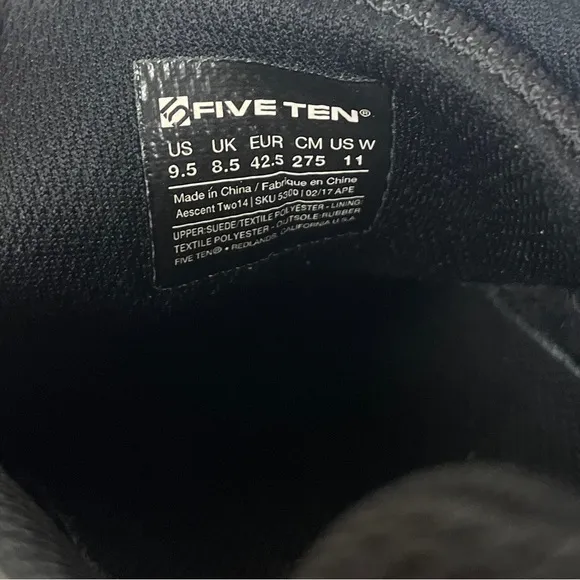 FIVE TEN®
US UK EUR CM US W
9.5 8.5 42.5 275 11
Made in China / Fabrique en Chine
Aescent Two14 | SKU 5300 | 02/17 APE
UPPER:SUEDE/TEXTILE POLYESTER - LINING:
TEXTILE POLYESTER - OUTSOLE:RUBBER
FIVE TEN® • REDLANDS, CALIFORNIA U.S.A.